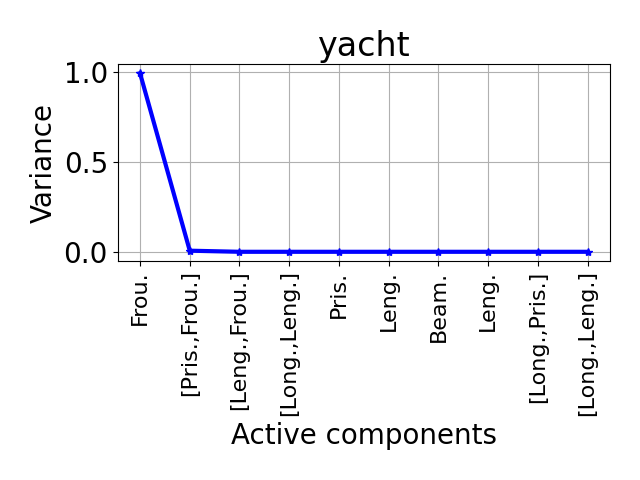 yacht
Variance
1.0
0.5
0.0
Frou.
[Pris.,Frou.]
[Leng.,Frou.]
[Long.,Leng.]
Pris.
Leng.
Beam.
Leng.
[Long.,Pris.]
[Long.,Leng.]
Active components